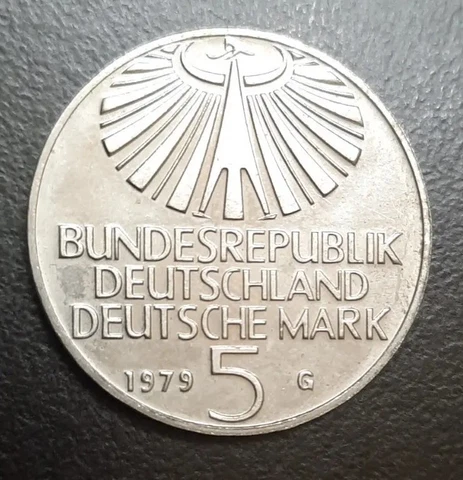 BUNDESREPUBLIK
DEUTSCHLAND
DEUTSCHE MARK
1979 5 G